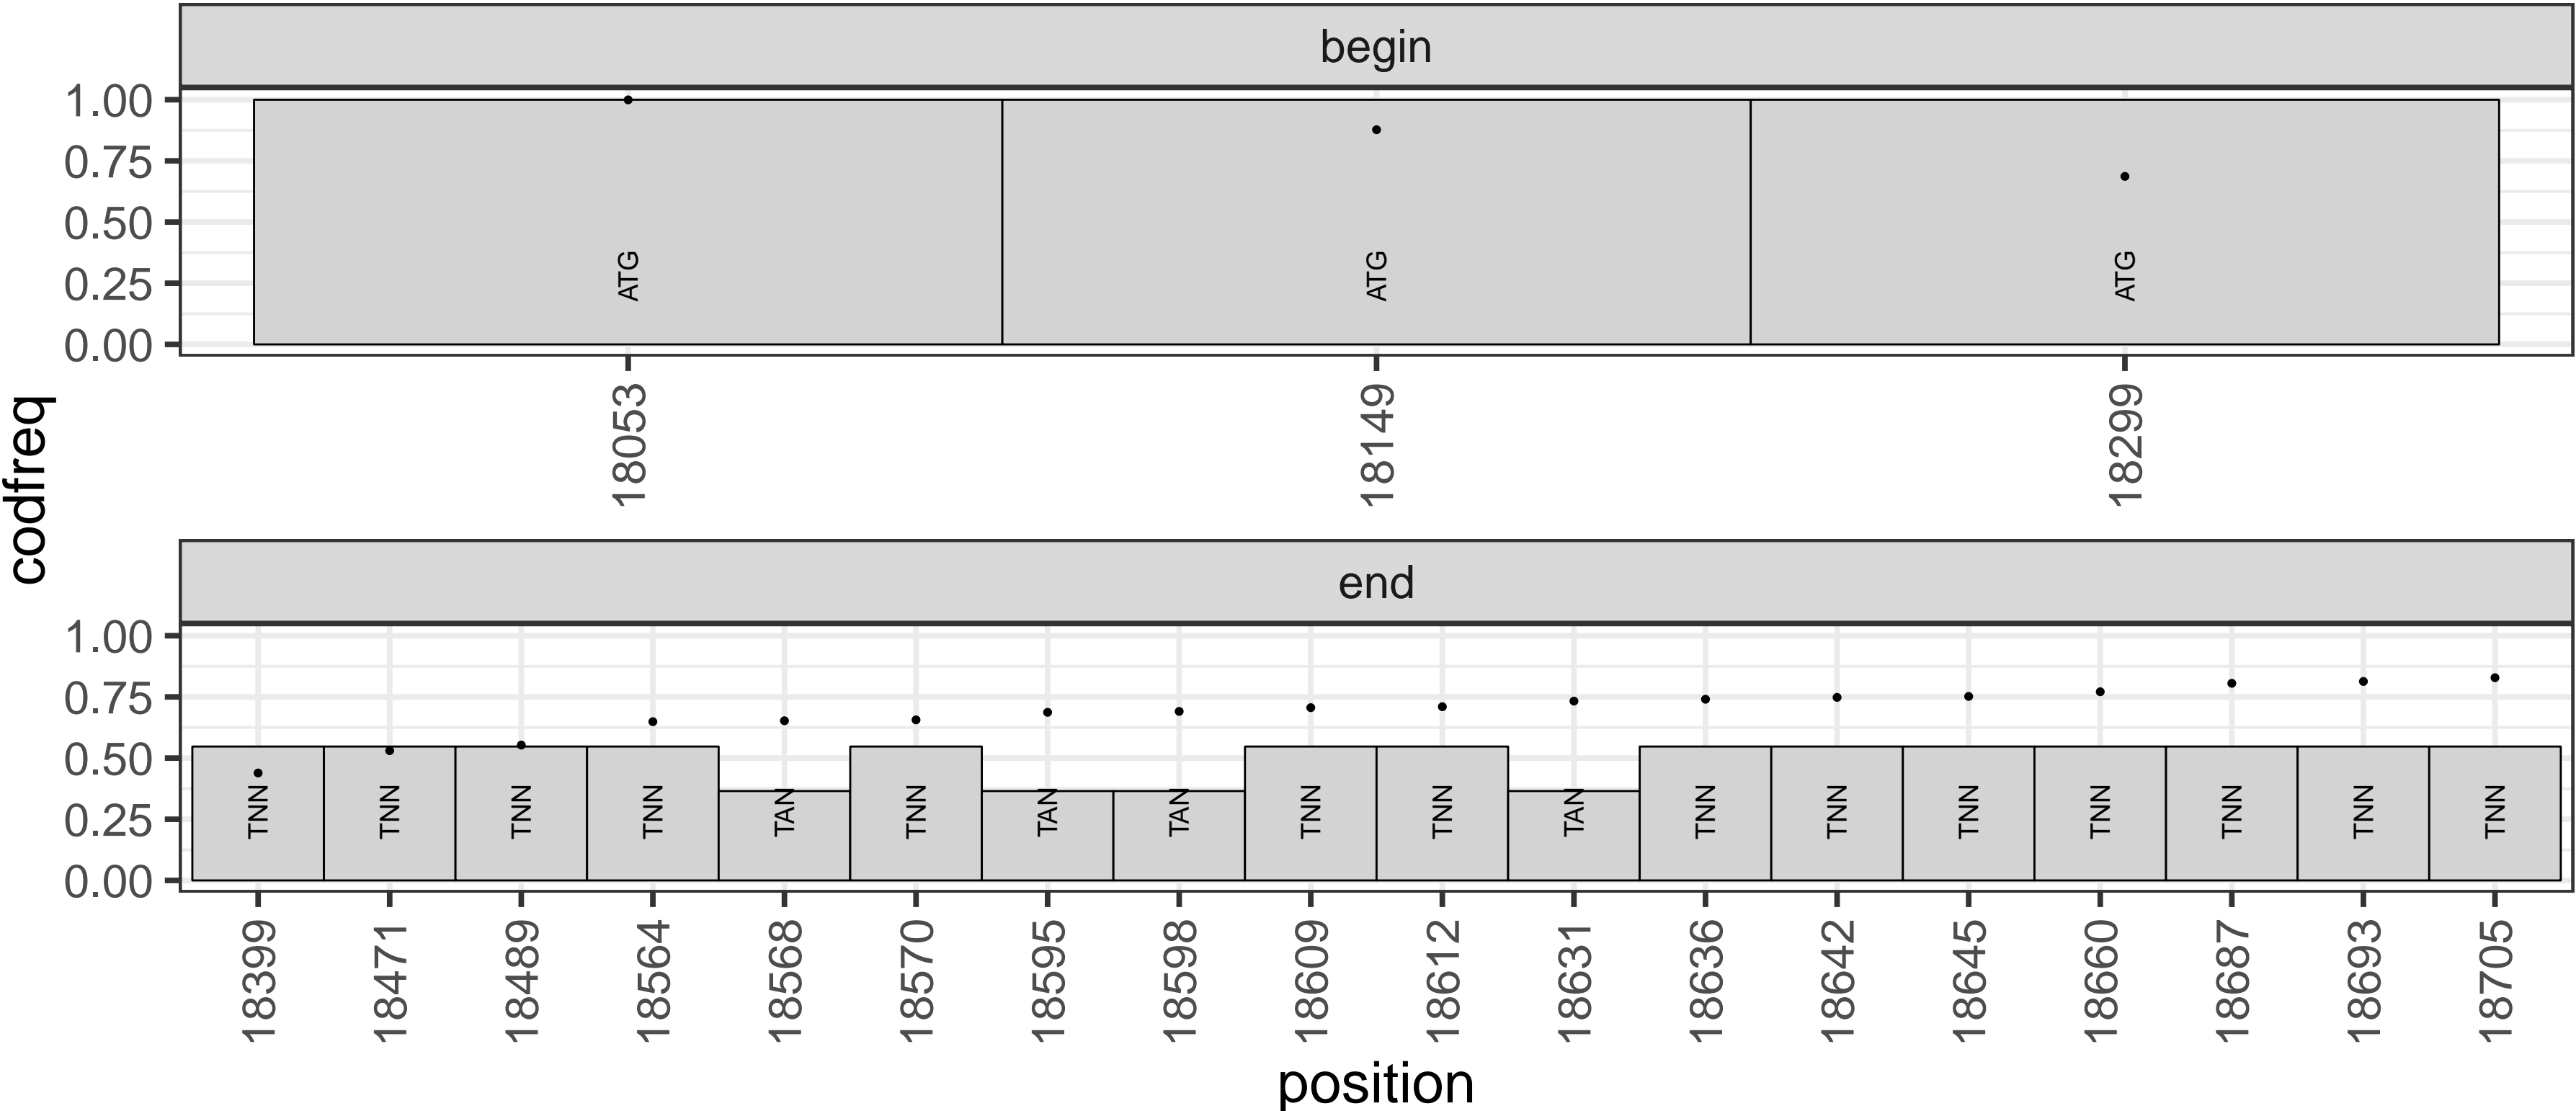 begin
1.00
0.75
0.50
0.25
0.00
ATG ATG ATG
18053 18149 18299
codfreq
end
1.00
0.75
0.50
0.25
0.00
TNN TNN TNN TNN TAN TNN TAN TAN TNN TNN TAN TNN TNN TNN TNN TNN TNN TNN
18399 18471 18489 18564 18568 18570 18595 18598 18609 18612 18631 18636 18642 18645 18660 18687 18693 18705
position